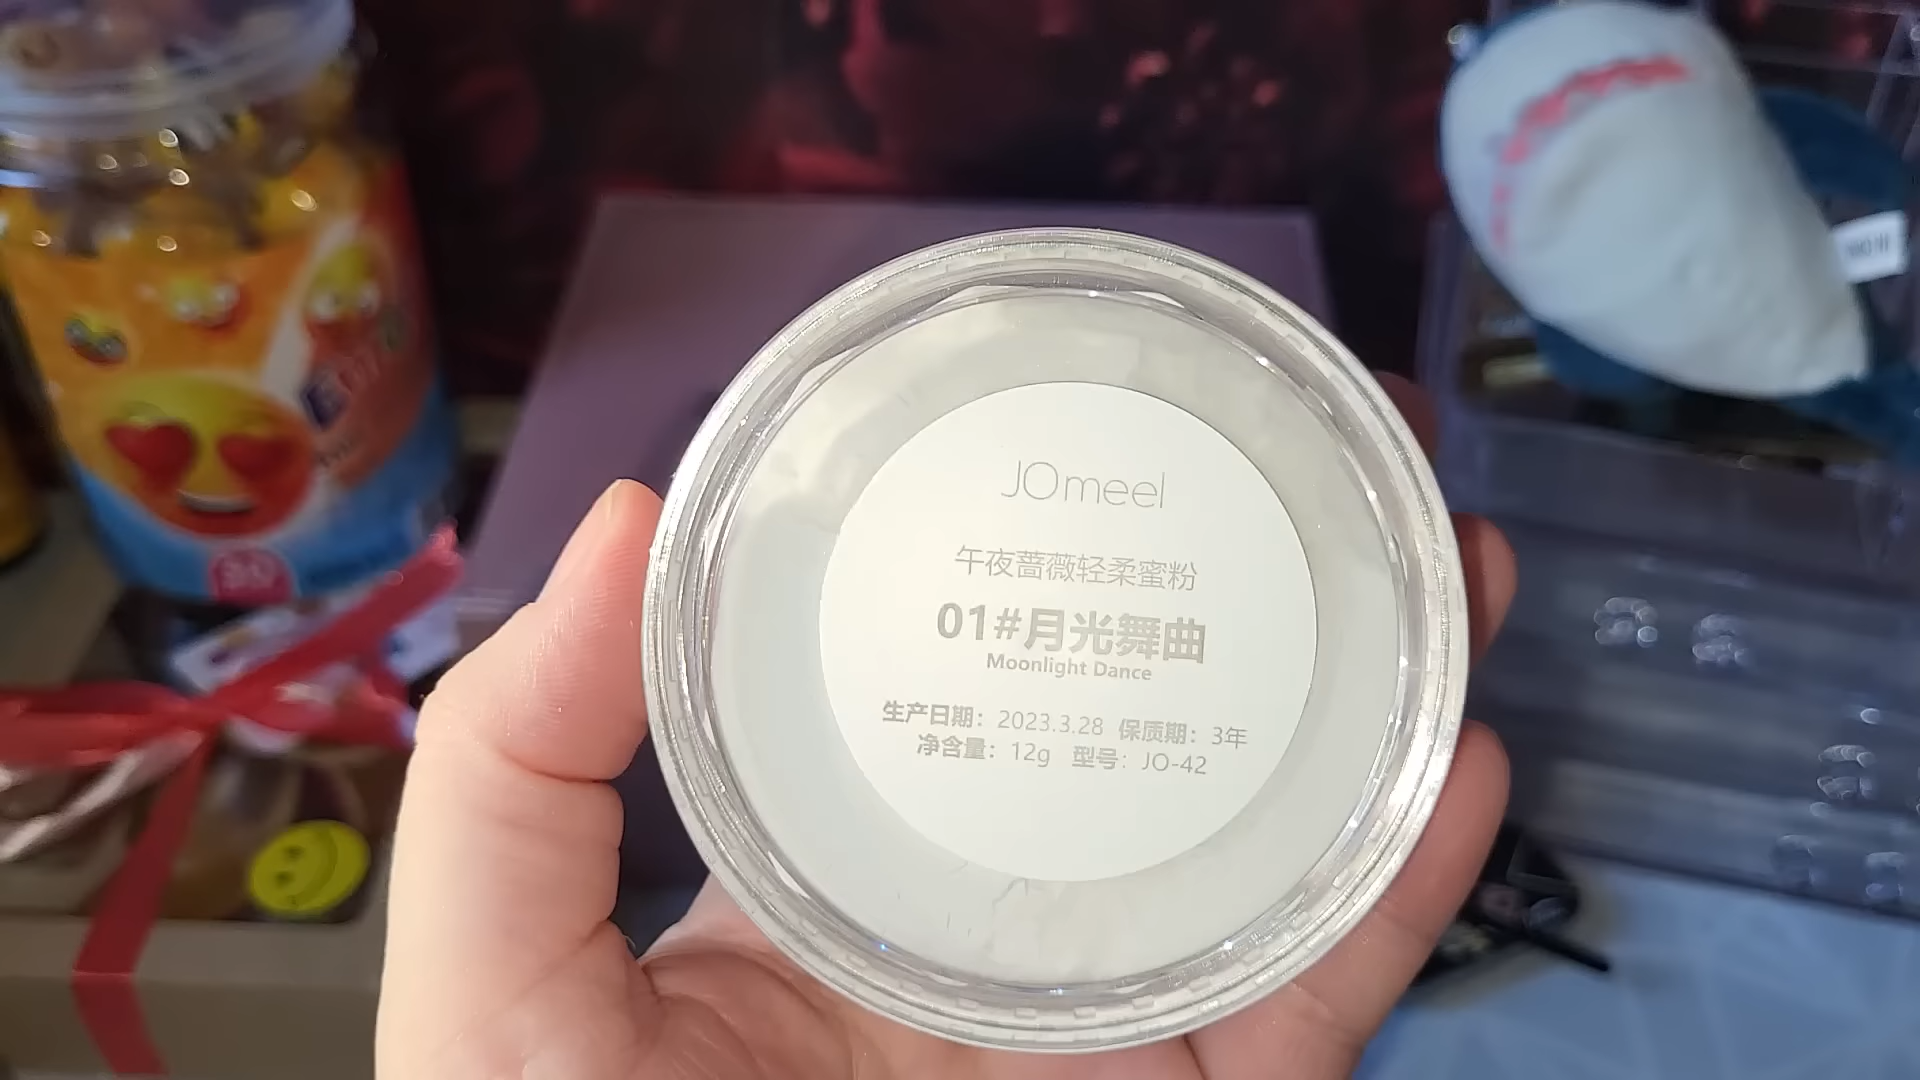 JOmeel
午夜蔷薇轻柔蜜粉
01#月光舞曲
Moonlight Dance
生产日期：2023.3.28 保质期：3年
净含量：12g 型号：JO-42